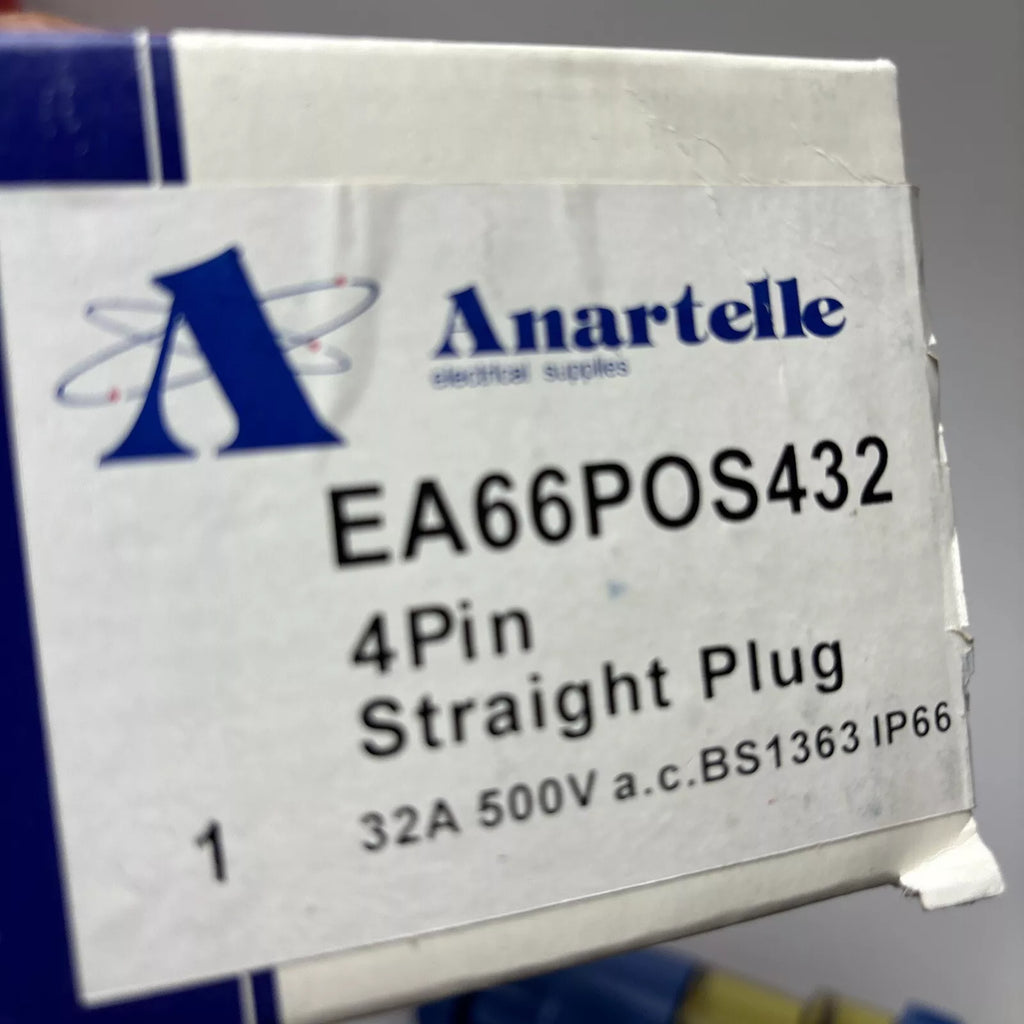 Anartelle
electrical supplies
EA66POS432
4Pin
Straight Plug
32A 500V a.c.BS1363 IP66
1